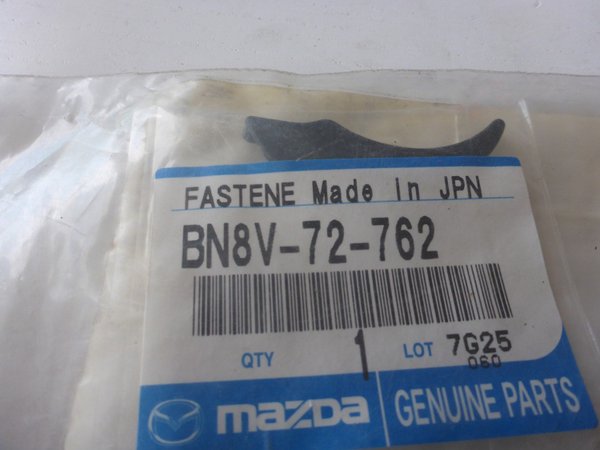 FASTENE Made in JPN
BN8V-72-762
QTY 1 LOT 7G25
060
mazda GENUINE PARTS